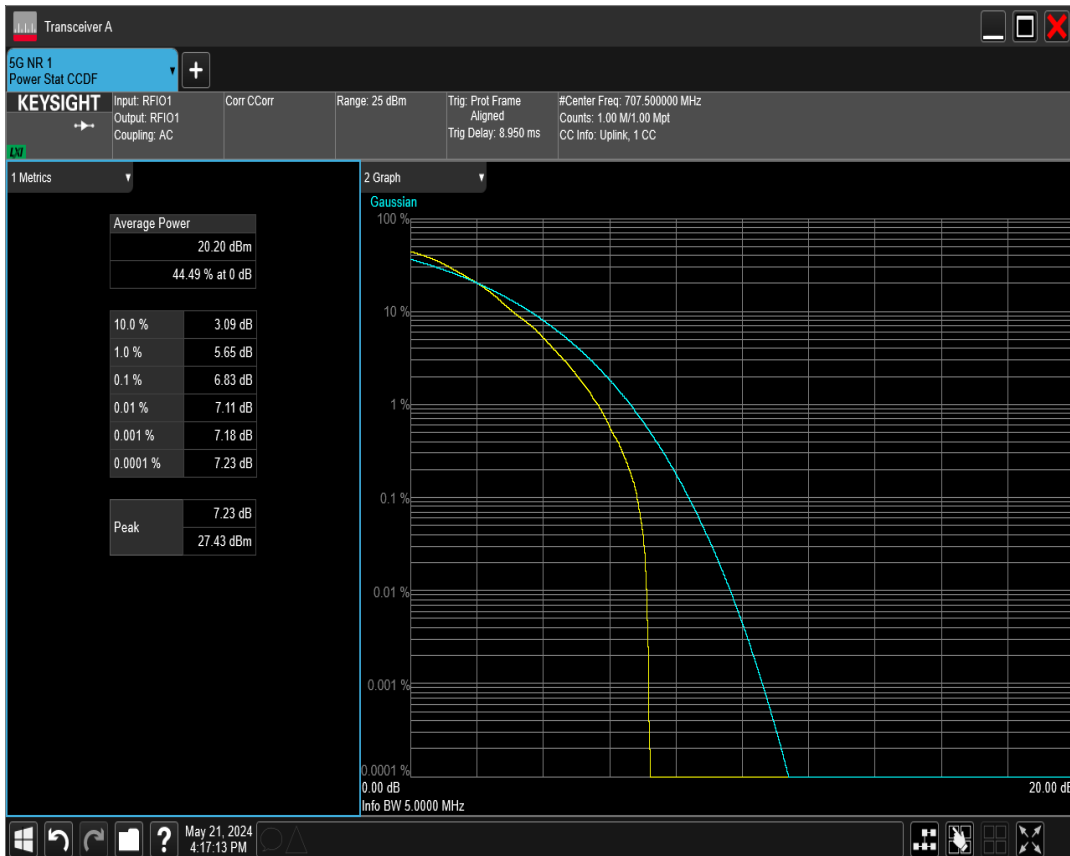 Transceiver A
5G NR 1
Power Stat CCDF
+
KEYSIGHT
LXI
Input: RFIO1
Output: RFIO1
Coupling: AC
Corr CCorr
Range: 25 dBm
Trig: Prot Frame
Aligned
Trig Delay: 8.950 ms
#Center Freq: 707.500000 MHz
Counts: 1.00 M/1.00 Mpt
CC Info: Uplink, 1 CC
1 Metrics
Average Power
20.20 dBm
44.49 % at 0 dB
10.0 % 3.09 dB
1.0 % 5.65 dB
0.1 % 6.83 dB
0.01 % 7.11 dB
0.001 % 7.18 dB
0.0001 % 7.23 dB
Peak 7.23 dB
27.43 dBm
2 Graph
Gaussian
100 %
10 %
1 %
0.1 %
0.01 %
0.001 %
0.0001 %
0.00 dB 20.00 dB
Info BW 5.0000 MHz
?
May 21, 2024
4:17:13 PM